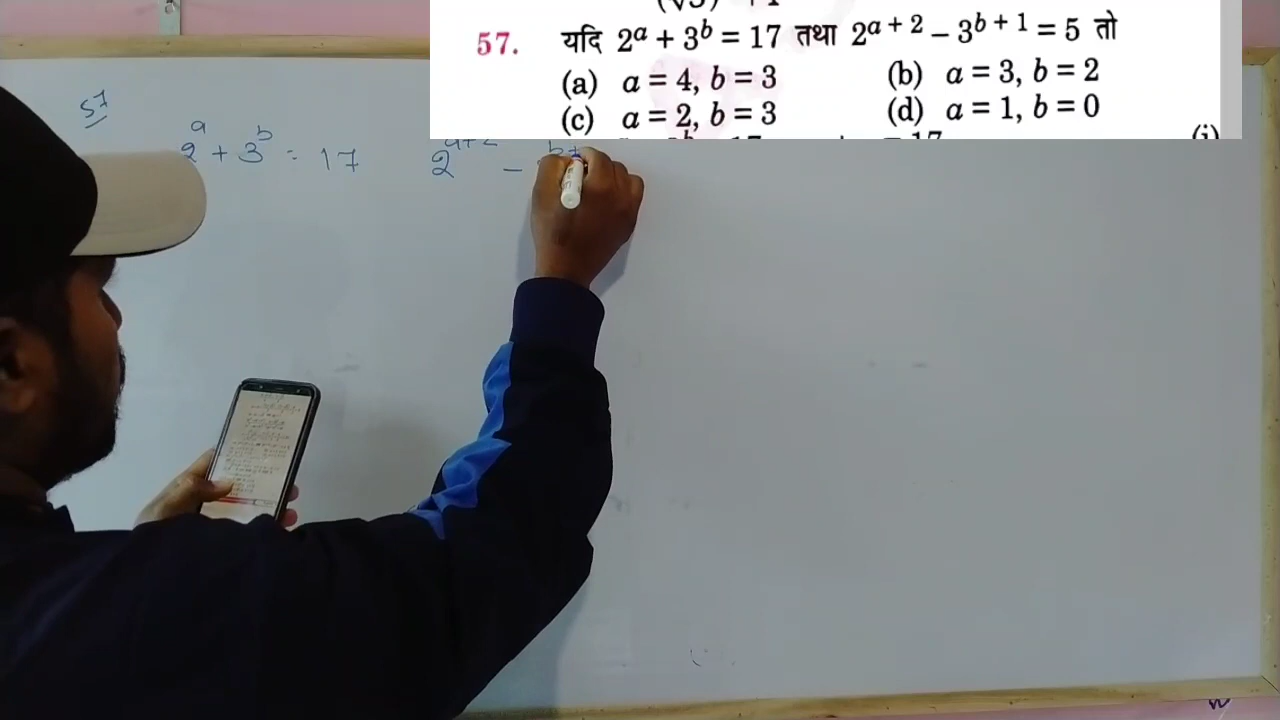 57. यदि 2^a + 3^b = 17 तथा 2^{a + 2} – 3^{b + 1} = 5 तो
(a) a = 4, b = 3 (b) a = 3, b = 2
(c) a = 2, b = 3 (d) a = 1, b = 0
(i)
57
2^a + 3^b = 17 2^{a+2} –